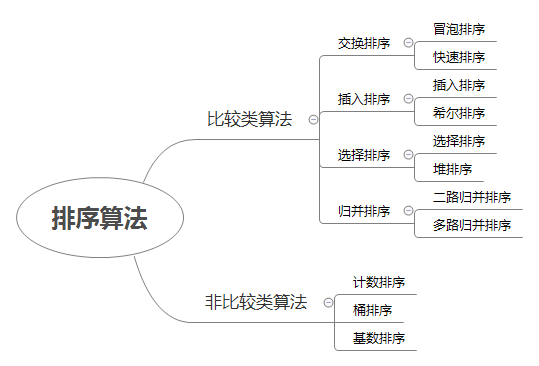 排序算法
比较类算法
交换排序
冒泡排序
快速排序
插入排序
插入排序
希尔排序
选择排序
选择排序
堆排序
归并排序
二路归并排序
多路归并排序
非比较类算法
计数排序
桶排序
基数排序